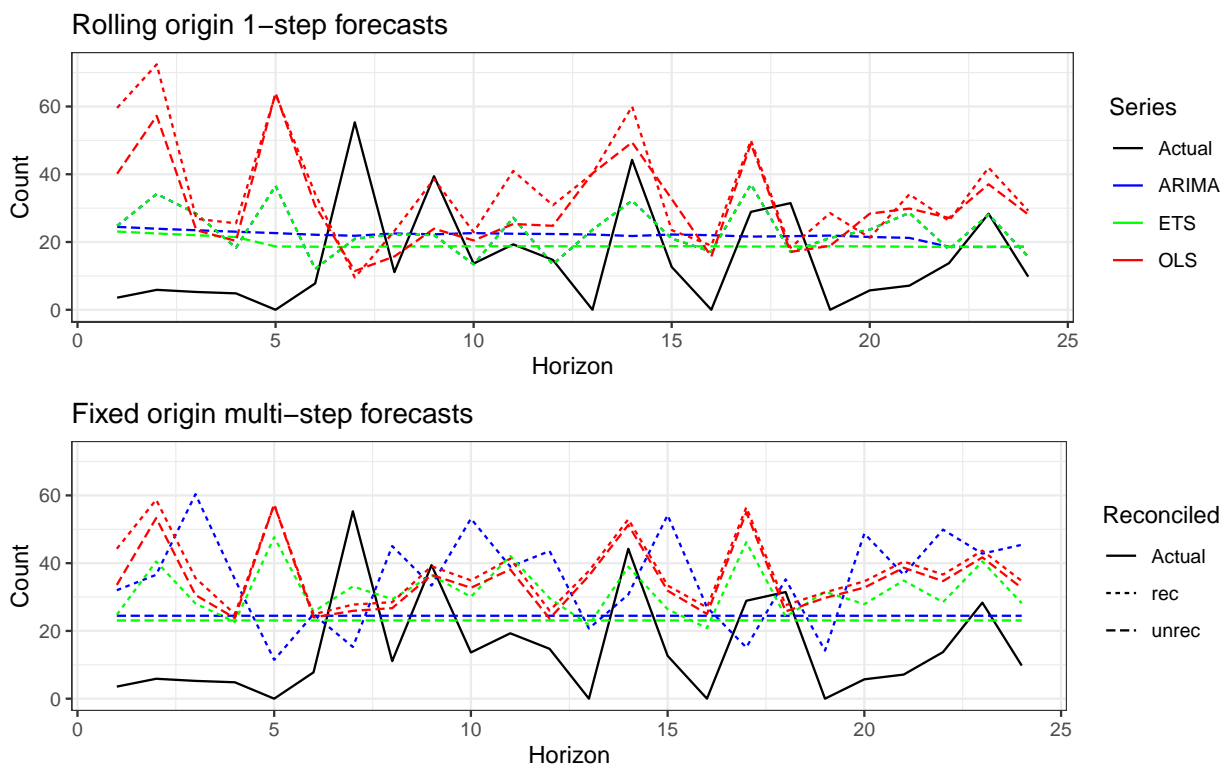 Rolling origin 1−step forecasts
60
40
20
0
Count
0 5 10 15 20 25
Horizon
Series
Actual
ARIMA
ETS
OLS
Fixed origin multi−step forecasts
60
40
20
0
Count
0 5 10 15 20 25
Horizon
Reconciled
Actual
rec
unrec